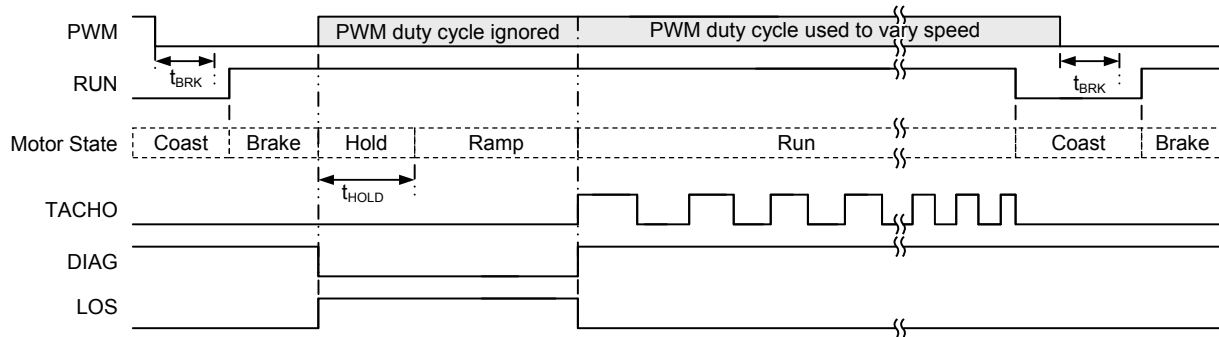 PWM
PWM duty cycle ignored
PWM duty cycle used to vary speed
tBRK
tBRK
RUN
Motor State
Coast
Brake
Hold
Ramp
Run
Coast
Brake
tHOLD
TACHO
DIAG
LOS